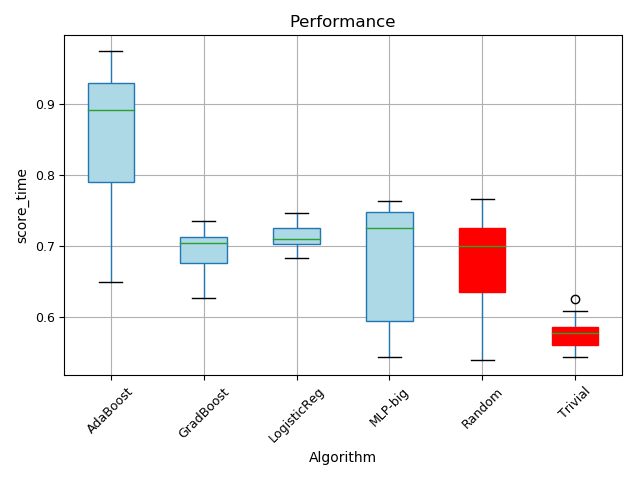 Performance
score_time
0.9
0.8
0.7
0.6
AdaBoost
GradBoost
LogisticReg
MLP-big
Random
Trivial
Algorithm